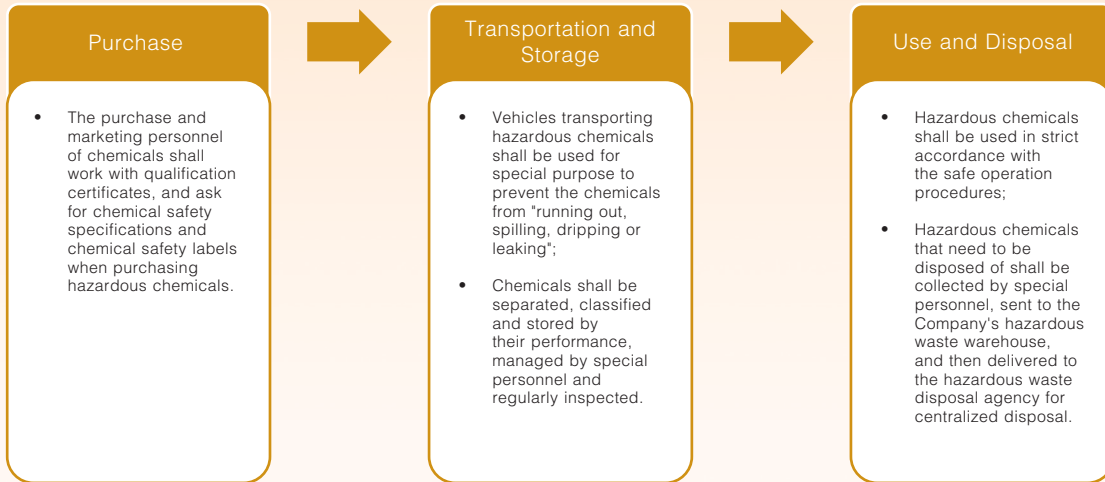 Purchase
• The purchase and
marketing personnel
of chemicals shall
work with qualification
certificates, and ask
for chemical safety
specifications and
chemical safety labels
when purchasing
hazardous chemicals.
Transportation and
Storage
• Vehicles transporting
hazardous chemicals
shall be used for
special purpose to
prevent the chemicals
from "running out,
spilling, dripping or
leaking";
• Chemicals shall be
separated, classified
and stored by
their performance,
managed by special
personnel and
regularly inspected.
Use and Disposal
• Hazardous chemicals
shall be used in strict
accordance with
the safe operation
procedures;
• Hazardous chemicals
that need to be
disposed of shall be
collected by special
personnel, sent to the
Company's hazardous
waste warehouse,
and then delivered to
the hazardous waste
disposal agency for
centralized disposal.